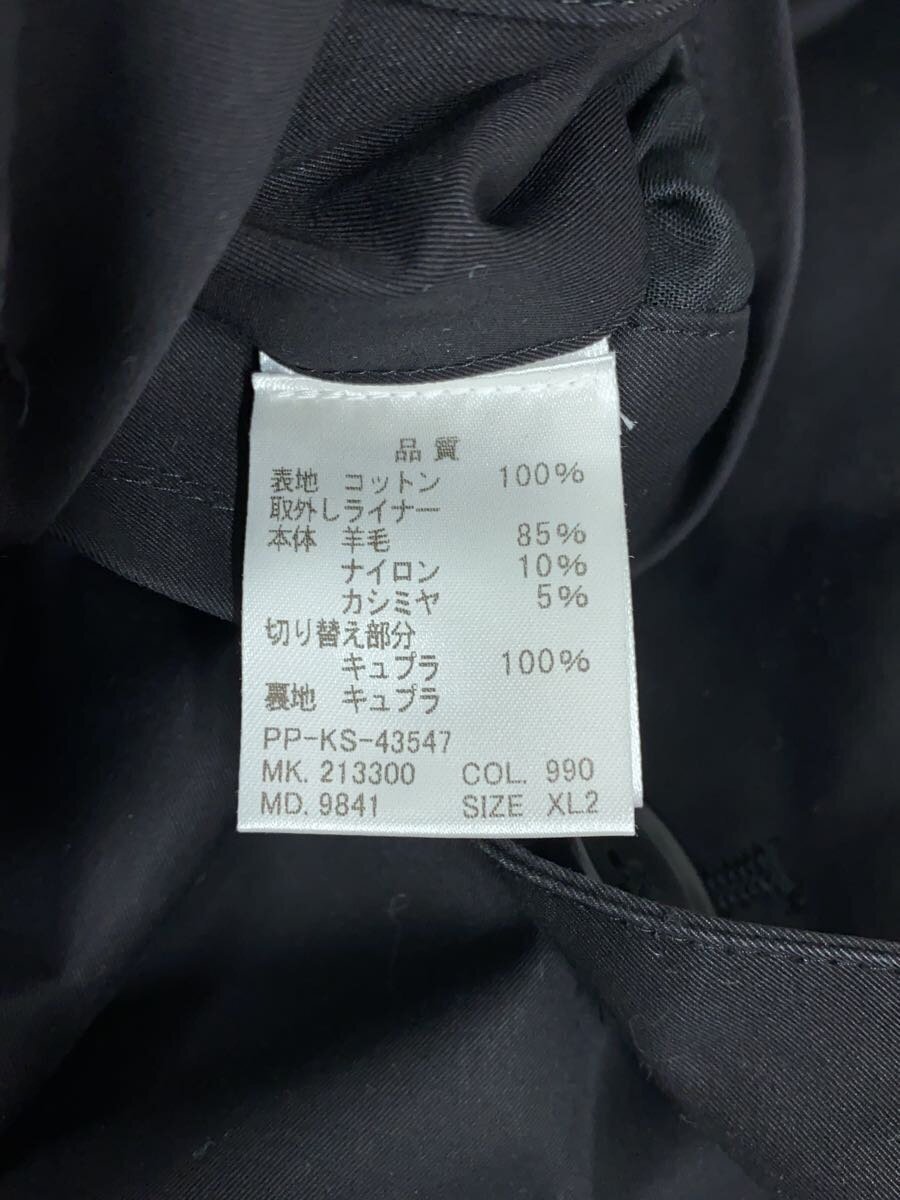 品質
表地 コットン 100%
取外しライナー
本体 羊毛 85%
ナイロン 10%
カシミヤ 5%
切り替え部分
キュプラ 100%
裏地 キュプラ
PP-KS-43547
MK. 213300 COL. 990
MD. 9841 SIZE XL2